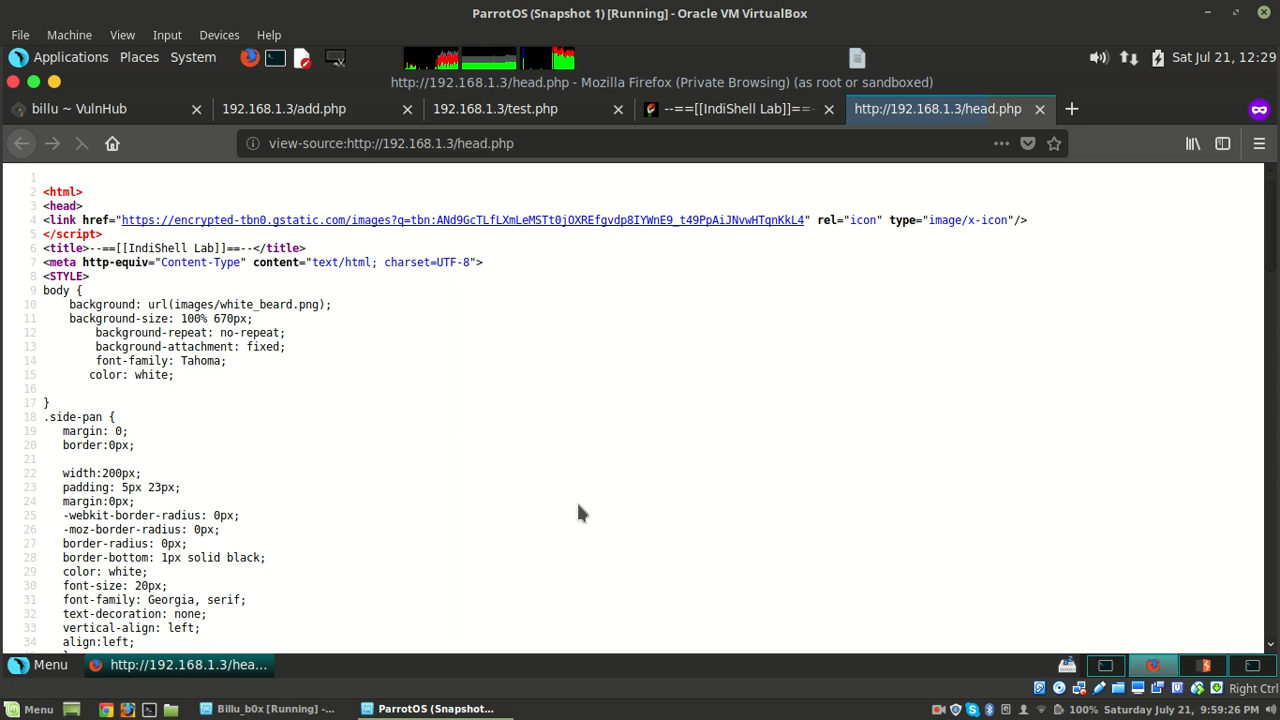 ParrotOS (Snapshot 1) [Running] - Oracle VM VirtualBox
File Machine View Input Devices Help
Applications Places System Sat Jul 21, 12:29
http://192.168.1.3/head.php - Mozilla Firefox (Private Browsing) (as root or sandboxed)
billu ~ VulnHub 192.168.1.3/add.php 192.168.1.3/test.php --==[[IndiShell Lab]]== http://192.168.1.3/head.php
view-source:http://192.168.1.3/head.php
1
2 <html>
3 <head>
4 <link href="https://encrypted-tbn0.gstatic.com/images?q=tbn:ANd9GcTLfLXmLeMSTt0jOXREfgvdp8IYWnE9_t49PpAiJNvwHTqnKkL4" rel="icon" type="image/x-icon"/>
5 </script>
6 <title>--==[[IndiShell Lab]]==--</title>
7 <meta http-equiv="Content-Type" content="text/html; charset=UTF-8">
8 <STYLE>
9 body {
10 background: url(images/white_beard.png);
11 background-size: 100% 670px;
12 background-repeat: no-repeat;
13 background-attachment: fixed;
14 font-family: Tahoma;
15 color: white;
16
17 }
18 .side-pan {
19 margin: 0;
20 border:0px;
21
22 width:200px;
23 padding: 5px 23px;
24 margin:0px;
25 -webkit-border-radius: 0px;
26 -moz-border-radius: 0px;
27 border-radius: 0px;
28 border-bottom: 1px solid black;
29 color: white;
30 font-size: 20px;
31 font-family: Georgia, serif;
32 text-decoration: none;
33 vertical-align: left;
34 align:left;
Menu http://192.168.1.3/hea...
Right Ctrl
Menu Billu_b0x [Running] -... ParrotOS (Snapshot... 100% Saturday July 21, 9:59:26 PM